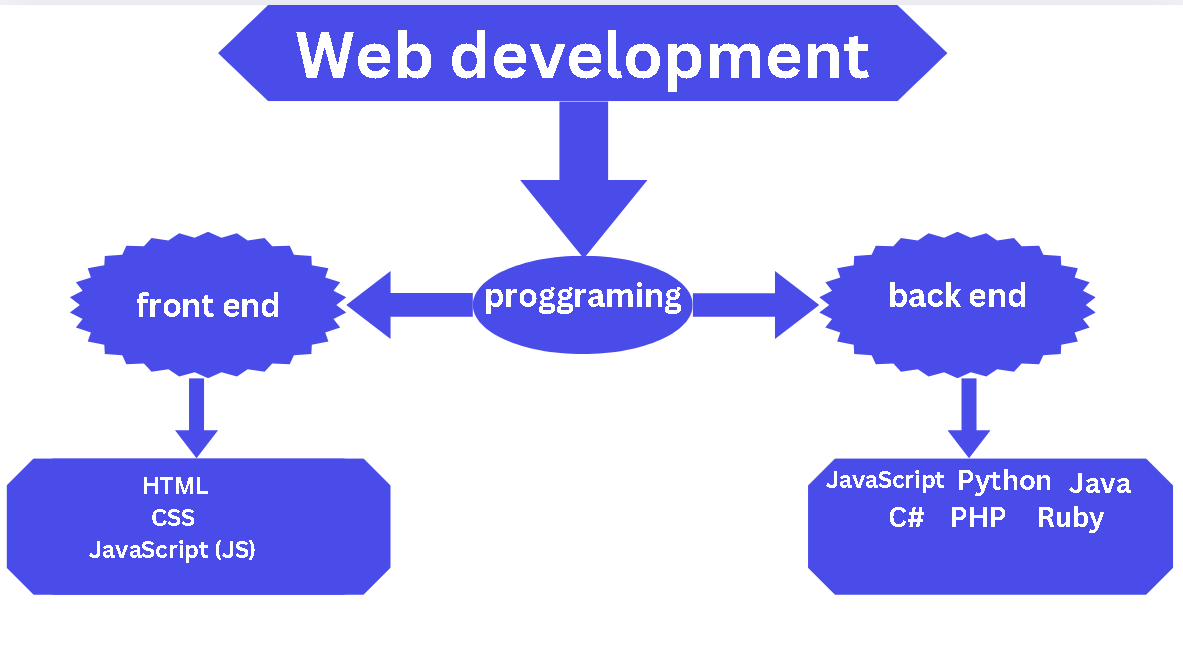 Web development
front end
proggraming
back end
HTML
CSS
JavaScript (JS)
JavaScript Python Java
C# PHP Ruby